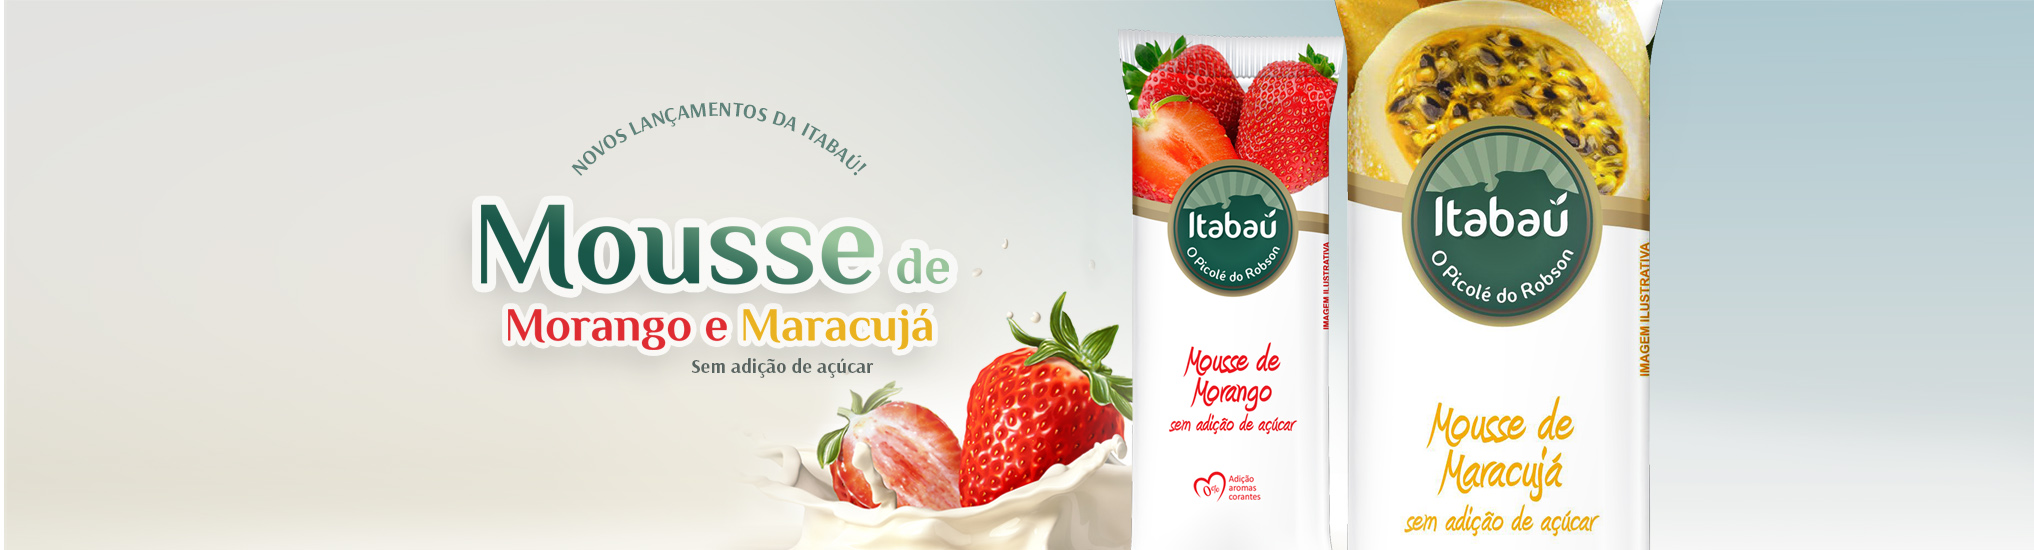 NOVOS LANÇAMENTOS DA ITABAÚ!
Mousse de
Morango e Maracujá
Sem adição de açúcar
Itabaú
O Picolé do Robson
IMAGEM ILUSTRATIVA
Mousse de
Morango
sem adição de açúcar
0%
Adição
aromas
corantes
Itabaú
O Picolé do Robson
IMAGEM ILUSTRATIVA
Mousse de
Maracujá
sem adição de açúcar